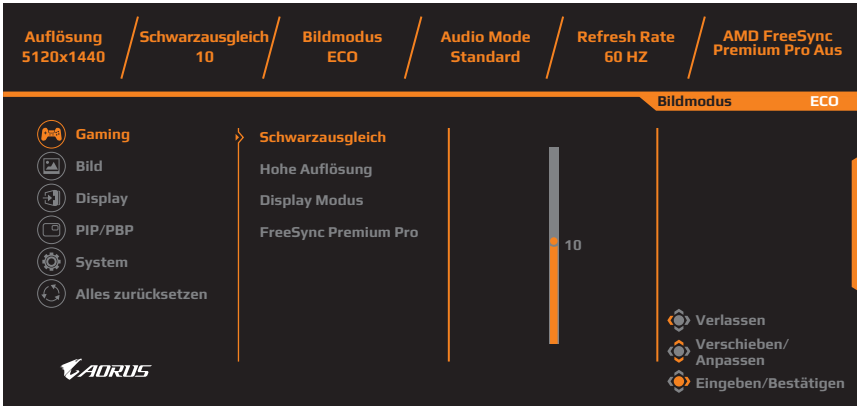 Auflösung
5120x1440
Schwarzausgleich
10
Bildmodus
ECO
Audio Mode
Standard
Refresh Rate
60 HZ
AMD FreeSync
Premium Pro Aus
Bildmodus ECO
Gaming
Bild
Display
PIP/PBP
System
Alles zurücksetzen
Schwarzausgleich
Hohe Auflösung
Display Modus
FreeSync Premium Pro
10
Verlassen
Verschieben/
Anpassen
Eingeben/Bestätigen
AORUS